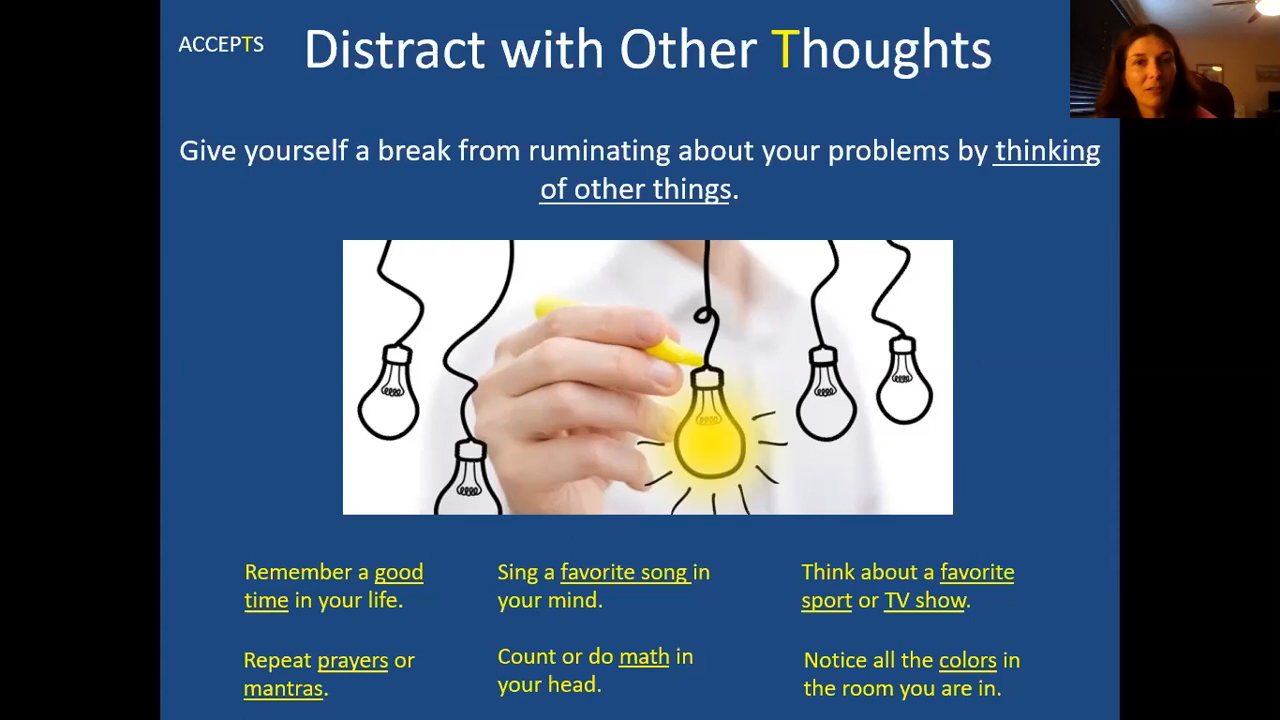 ACCEPTS
Distract with Other Thoughts
Give yourself a break from ruminating about your problems by thinking
of other things.
Remember a good
time in your life.
Sing a favorite song in
your mind.
Think about a favorite
sport or TV show.
Repeat prayers or
mantras.
Count or do math in
your head.
Notice all the colors in
the room you are in.